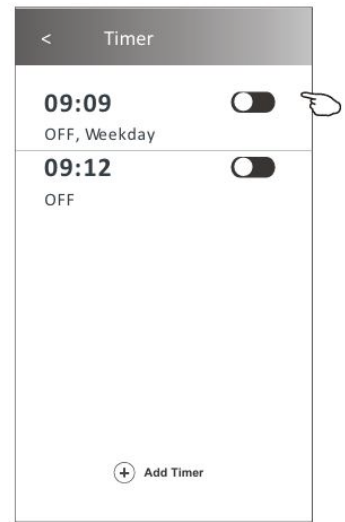 < Timer
09:09
OFF, Weekday
09:12
OFF
+ Add Timer